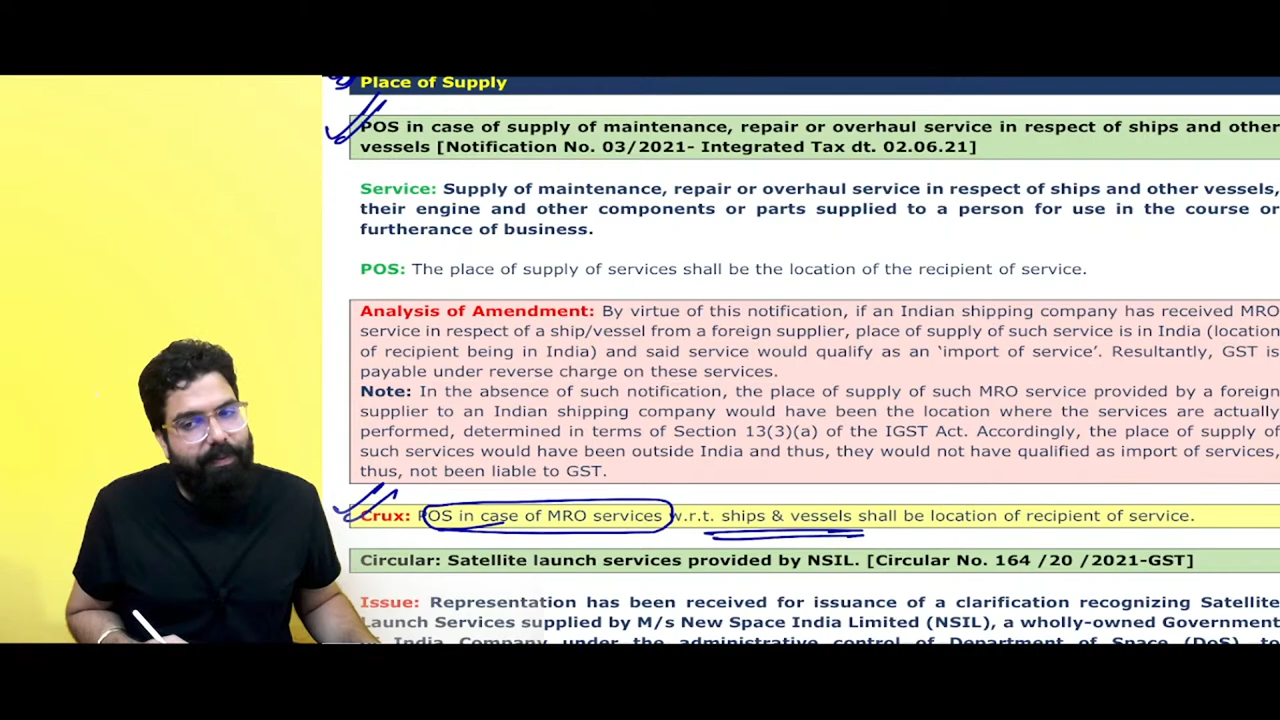 Place of Supply
POS in case of supply of maintenance, repair or overhaul service in respect of ships and other
vessels [Notification No. 03/2021- Integrated Tax dt. 02.06.21]
Service: Supply of maintenance, repair or overhaul service in respect of ships and other vessels,
their engine and other components or parts supplied to a person for use in the course or
furtherance of business.
POS: The place of supply of services shall be the location of the recipient of service.
Analysis of Amendment: By virtue of this notification, if an Indian shipping company has received MRO
service in respect of a ship/vessel from a foreign supplier, place of supply of such service is in India (location
of recipient being in India) and said service would qualify as an ‘import of service’. Resultantly, GST is
payable under reverse charge on these services.
Note: In the absence of such notification, the place of supply of such MRO service provided by a foreign
supplier to an Indian shipping company would have been the location where the services are actually
performed, determined in terms of Section 13(3)(a) of the IGST Act. Accordingly, the place of supply of
such services would have been outside India and thus, they would not have qualified as import of services,
thus, not been liable to GST.
Crux: POS in case of MRO services w.r.t. ships & vessels shall be location of recipient of service.
Circular: Satellite launch services provided by NSIL. [Circular No. 164 /20 /2021-GST]
Issue: Representation has been received for issuance of a clarification recognizing Satellite
Launch Services supplied by M/s New Space India Limited (NSIL), a wholly-owned Government
of India Company under the administrative control of Department of Space (DoS), to